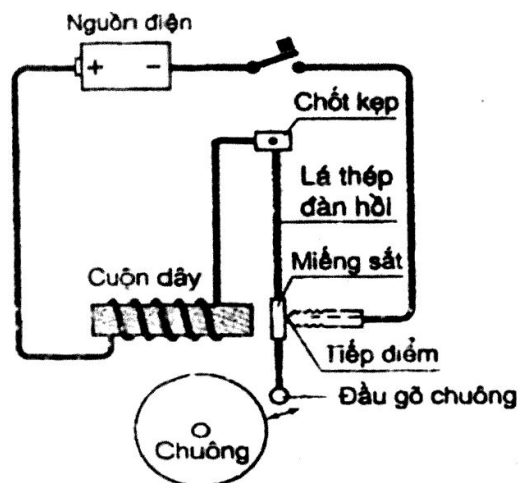 Nguồn điện
+ −
Chốt kẹp
Lá thép
đàn hồi
Miếng sắt
Cuộn dây
Tiếp điểm
Đầu gõ chuông
Chuông